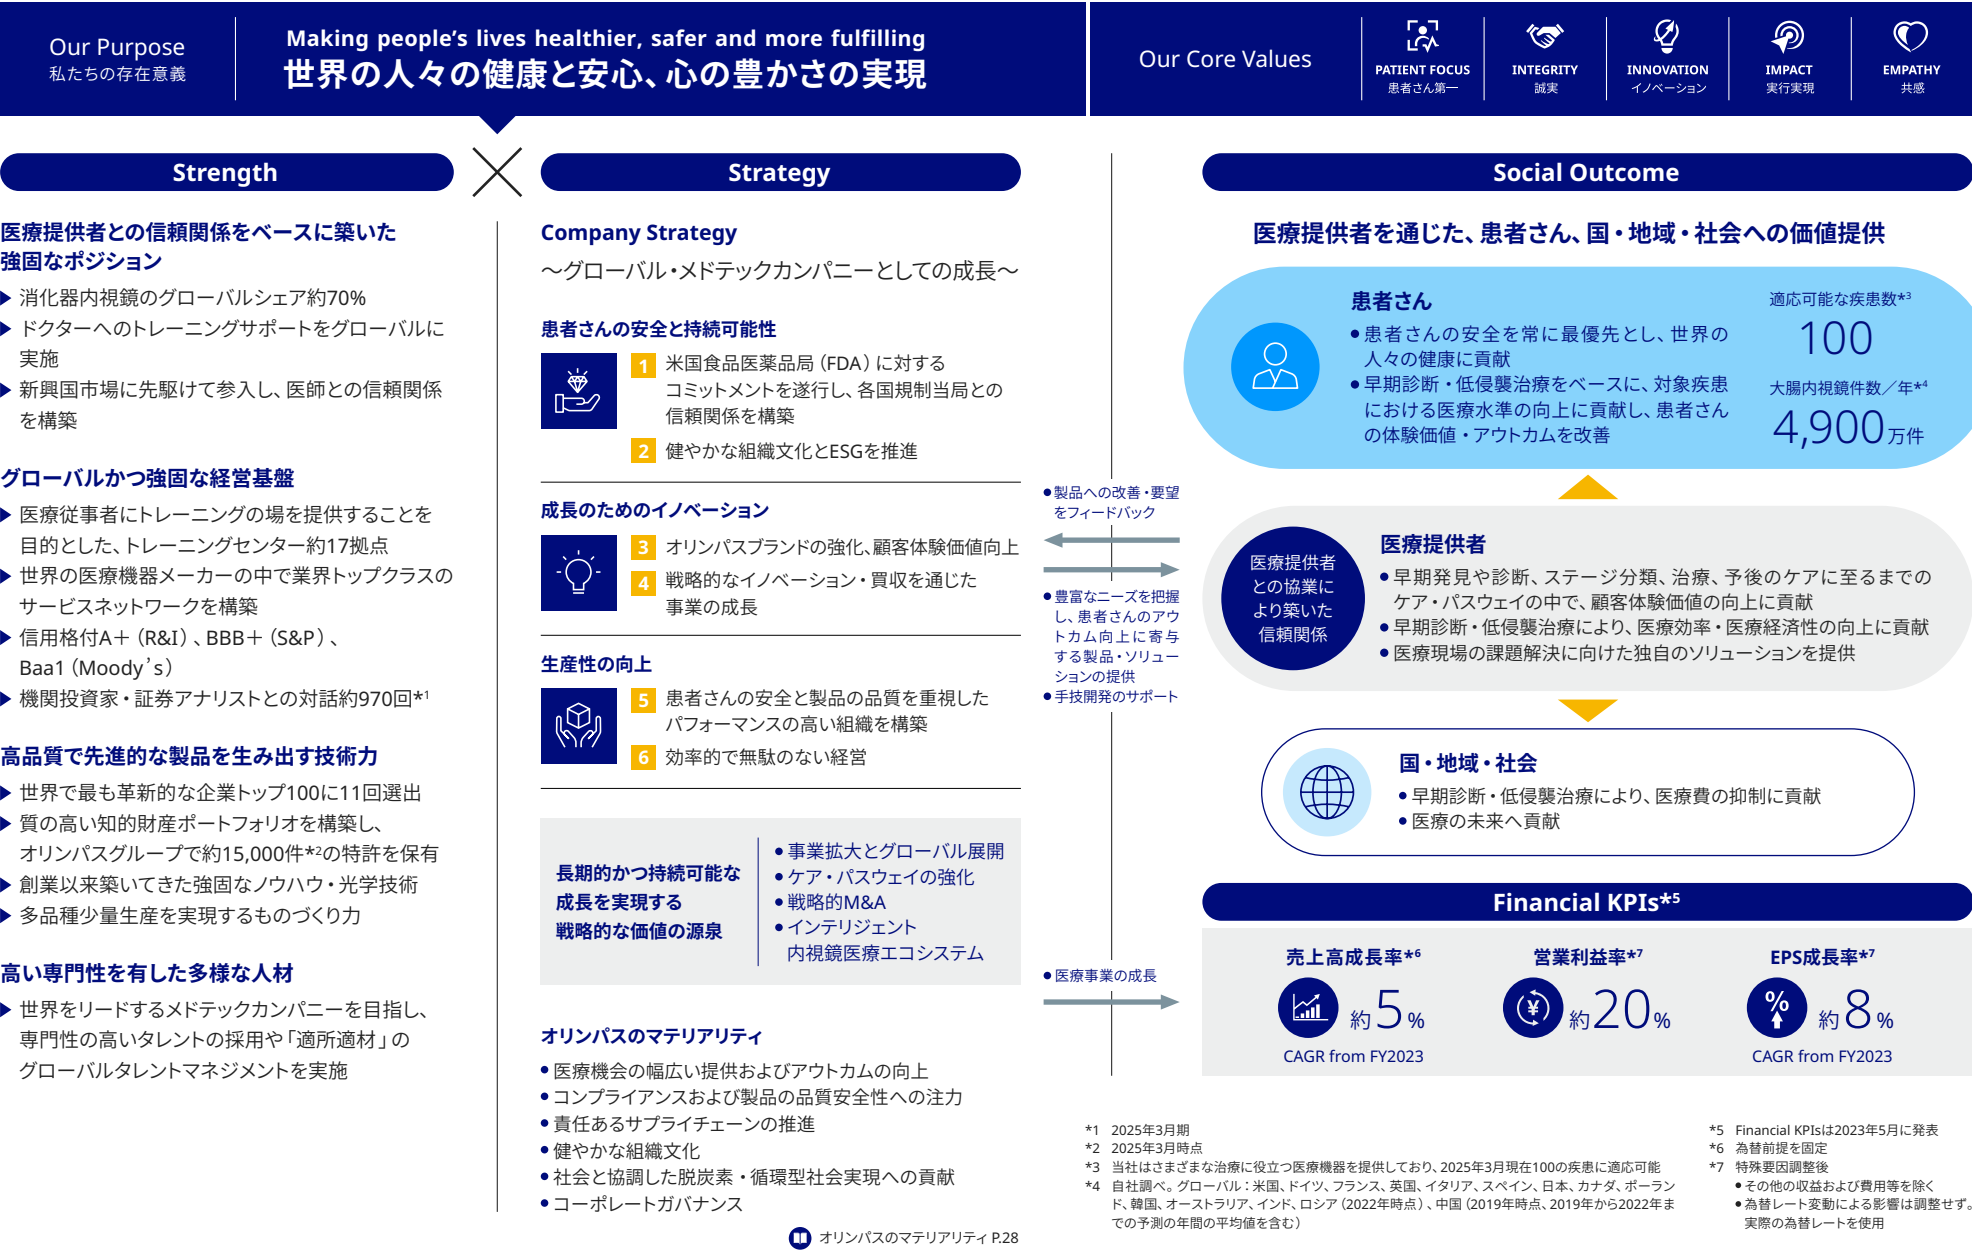 Our Purpose
私たちの存在意義
Making people's lives healthier, safer and more fulfilling
世界の人々の健康と安心、心の豊かさの実現
Our Core Values
PATIENT FOCUS
患者さん第一
INTEGRITY
誠実
INNOVATION
イノベーション
IMPACT
実行実現
EMPATHY
共感
Strength
医療提供者との信頼関係をベースに築いた
強固なポジション
消化器内視鏡のグローバルシェア約70%
ドクターへのトレーニングサポートをグローバルに
実施
新興国市場に先駆けて参入し、医師との信頼関係
を構築
グローバルかつ強固な経営基盤
医療従事者にトレーニングの場を提供することを
目的とした、トレーニングセンター約17拠点
世界の医療機器メーカーの中で業界トップクラスの
サービスネットワークを構築
信用格付A＋（R&I）、BBB＋（S&P）、
Baa1（Moody's）
機関投資家・証券アナリストとの対話約970回*1
高品質で先進的な製品を生み出す技術力
世界で最も革新的な企業トップ100に11回選出
質の高い知的財産ポートフォリオを構築し、
オリンパスグループで約15,000件*2の特許を保有
創業以来築いてきた強固なノウハウ・光学技術
多品種少量生産を実現するものづくり力
高い専門性を有した多様な人材
世界をリードするメドテックカンパニーを目指し、
専門性の高いタレントの採用や「適所適材」の
グローバルタレントマネジメントを実施
Strategy
Company Strategy
～グローバル・メドテックカンパニーとしての成長～
患者さんの安全と持続可能性
1 米国食品医薬品局（FDA）に対する
コミットメントを遂行し、各国規制当局との
信頼関係を構築
2 健やかな組織文化とESGを推進
成長のためのイノベーション
3 オリンパスブランドの強化、顧客体験価値向上
4 戦略的なイノベーション・買収を通じた
事業の成長
生産性の向上
5 患者さんの安全と製品の品質を重視した
パフォーマンスの高い組織を構築
6 効率的で無駄のない経営
長期的かつ持続可能な
成長を実現する
戦略的な価値の源泉
●事業拡大とグローバル展開
●ケア・パスウェイの強化
●戦略的M&A
●インテリジェント
内視鏡医療エコシステム
オリンパスのマテリアリティ
●医療機会の幅広い提供およびアウトカムの向上
●コンプライアンスおよび製品の品質安全性への注力
●責任あるサプライチェーンの推進
●健やかな組織文化
●社会と協調した脱炭素・循環型社会実現への貢献
●コーポレートガバナンス
オリンパスのマテリアリティ P.28
●製品への改善・要望
をフィードバック
●豊富なニーズを把握
し、患者さんのアウ
トカム向上に寄与
する製品・ソリュー
ションの提供
●手技開発のサポート
●医療事業の成長
Social Outcome
医療提供者を通じた、患者さん、国・地域・社会への価値提供
患者さん
●患者さんの安全を常に最優先とし、世界の
人々の健康に貢献
●早期診断・低侵襲治療をベースに、対象疾患
における医療水準の向上に貢献し、患者さん
の体験価値・アウトカムを改善
適応可能な疾患数*3
100
大腸内視鏡件数／年*4
4,900万件
医療提供者
との協業に
より築いた
信頼関係
医療提供者
●早期発見や診断、ステージ分類、治療、予後のケアに至るまでの
ケア・パスウェイの中で、顧客体験価値の向上に貢献
●早期診断・低侵襲治療により、医療効率・医療経済性の向上に貢献
●医療現場の課題解決に向けた独自のソリューションを提供
国・地域・社会
●早期診断・低侵襲治療により、医療費の抑制に貢献
●医療の未来へ貢献
Financial KPIs*5
売上高成長率*6
約5%
CAGR from FY2023
営業利益率*7
¥
約20%
EPS成長率*7
%
約8%
CAGR from FY2023
*1 2025年3月期
*2 2025年3月時点
*3 当社はさまざまな治療に役立つ医療機器を提供しており、2025年3月現在100の疾患に適応可能
*4 自社調べ。グローバル：米国、ドイツ、フランス、英国、イタリア、スペイン、日本、カナダ、ポーラン
ド、韓国、オーストラリア、インド、ロシア（2022年時点）、中国（2019年時点、2019年から2022年ま
での予測の年間の平均値を含む）
*5 Financial KPIsは2023年5月に発表
*6 為替前提を固定
*7 特殊要因調整後
●その他の収益および費用等を除く
●為替レート変動による影響は調整せず。
実際の為替レートを使用